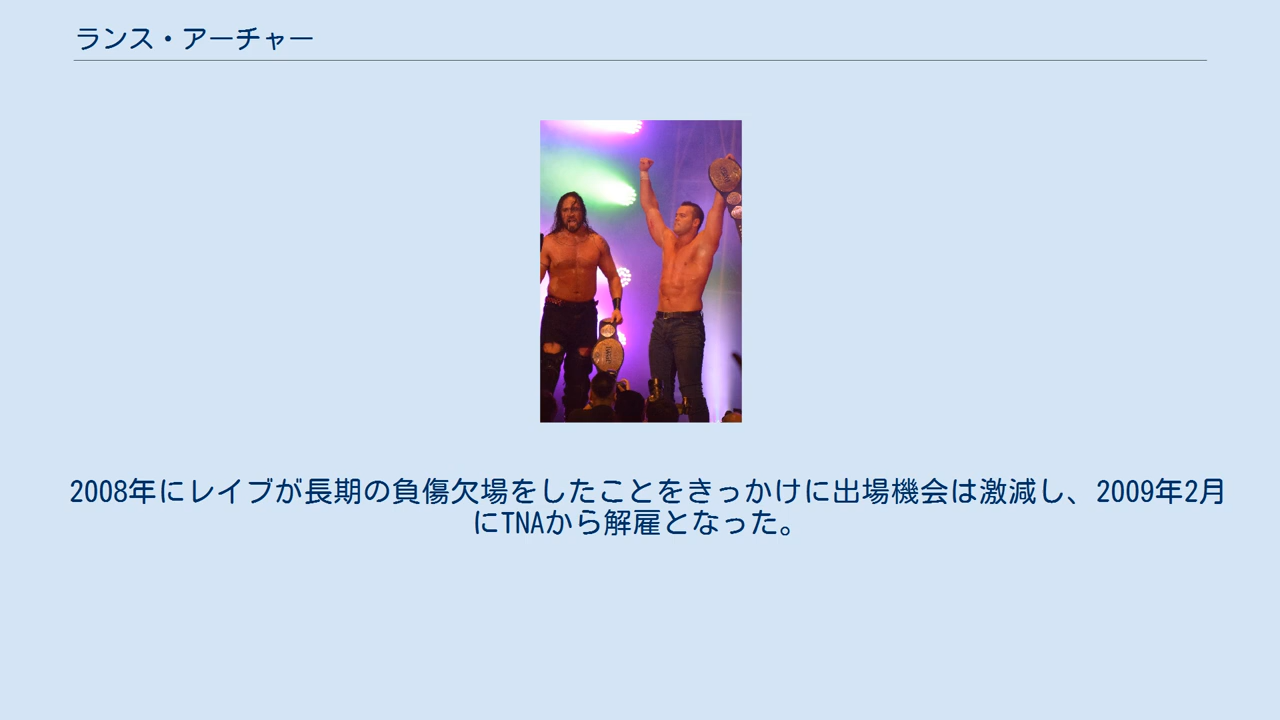 ランス・アーチャー
2008年にレイブが長期の負傷欠場をしたことをきっかけに出場機会は激減し、2009年2月
にTNAから解雇となった。